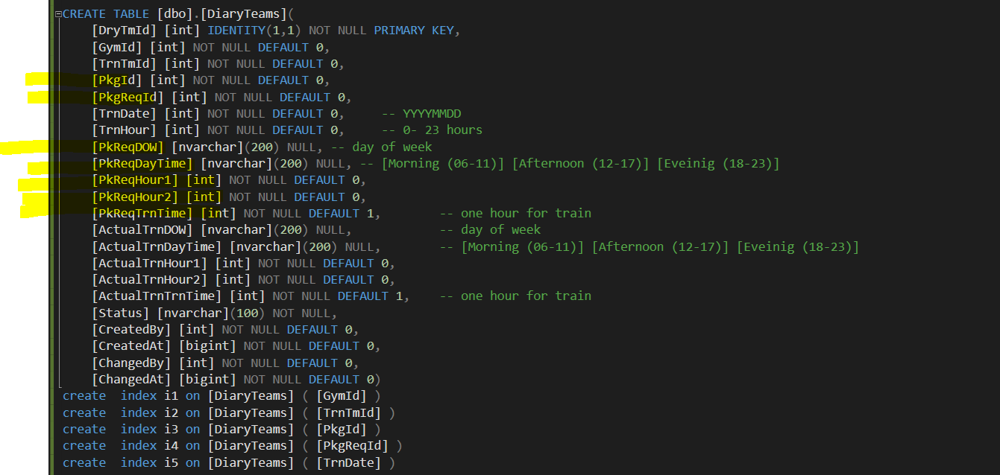 CREATE TABLE [dbo].[DiaryTeams](
[DryTmId] [int] IDENTITY(1,1) NOT NULL PRIMARY KEY,
[GymId] [int] NOT NULL DEFAULT 0,
[TrnTmId] [int] NOT NULL DEFAULT 0,
[PkgId] [int] NOT NULL DEFAULT 0,
[PkgReqId] [int] NOT NULL DEFAULT 0,
[TrnDate] [int] NOT NULL DEFAULT 0, -- YYYYMMDD
[TrnHour] [int] NOT NULL DEFAULT 0, -- 0- 23 hours
[PkReqDOW] [nvarchar](200) NULL, -- day of week
[PkReqDayTime] [nvarchar](200) NULL, -- [Morning (06-11)] [Afternoon (12-17)] [Eveinig (18-23)]
[PkReqHour1] [int] NOT NULL DEFAULT 0,
[PkReqHour2] [int] NOT NULL DEFAULT 0,
[PkReqTrnTime] [int] NOT NULL DEFAULT 1, -- one hour for train
[ActualTrnDOW] [nvarchar](200) NULL, -- day of week
[ActualTrnDayTime] [nvarchar](200) NULL, -- [Morning (06-11)] [Afternoon (12-17)] [Eveinig (18-23)]
[ActualTrnHour1] [int] NOT NULL DEFAULT 0,
[ActualTrnHour2] [int] NOT NULL DEFAULT 0,
[ActualTrnTrnTime] [int] NOT NULL DEFAULT 1, -- one hour for train
[Status] [nvarchar](100) NOT NULL,
[CreatedBy] [int] NOT NULL DEFAULT 0,
[CreatedAt] [bigint] NOT NULL DEFAULT 0,
[ChangedBy] [int] NOT NULL DEFAULT 0,
[ChangedAt] [bigint] NOT NULL DEFAULT 0)
create  index i1 on [DiaryTeams] ( [GymId] )
create  index i2 on [DiaryTeams] ( [TrnTmId] )
create  index i3 on [DiaryTeams] ( [PkgId] )
create  index i4 on [DiaryTeams] ( [PkgReqId] )
create  index i5 on [DiaryTeams] ( [TrnDate] )